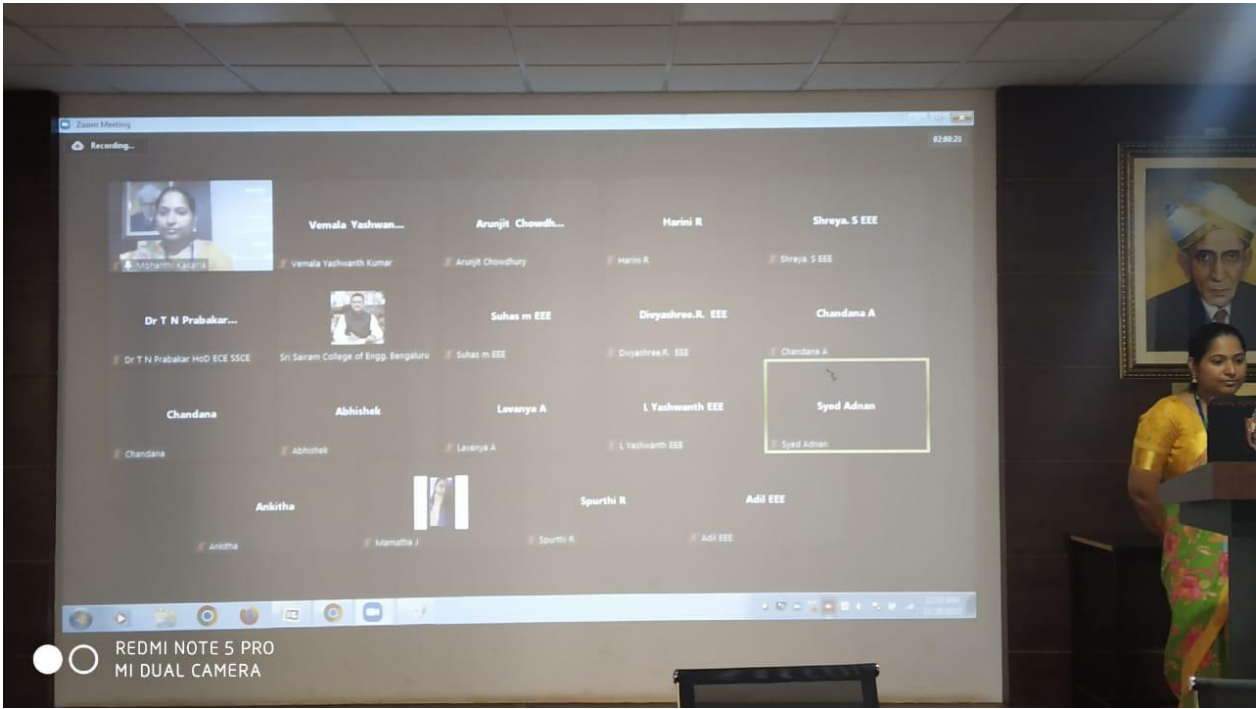 Zoom Meeting
Recording...
02:00:21
Vemala Yashwan...
Arunjit Chowdh...
Harini R
Shreya. S EEE
Vemala Yashwanth Kumar
Arunjit Chowdhury
Harini R
Shreya. S EEE
Dr T N Prabakar...
Suhas m EEE
Divyashree.R. EEE
Chandana A
Dr T N Prabakar HoD ECE SSCE
Sri Sairam College of Engg. Bengaluru
Suhas m EEE
Divyashree.R. EEE
Chandana A
Chandana
Abhishek
Lavanya A
L Yashwanth EEE
Syed Adnan
Chandana
Abhishek
Lavanya A
L Yashwanth EEE
Syed Adnan
Ankitha
Spurthi R
Adil EEE
Ankitha
Mamatha J
Spurthi R
Adil EEE
REDMI NOTE 5 PRO
MI DUAL CAMERA